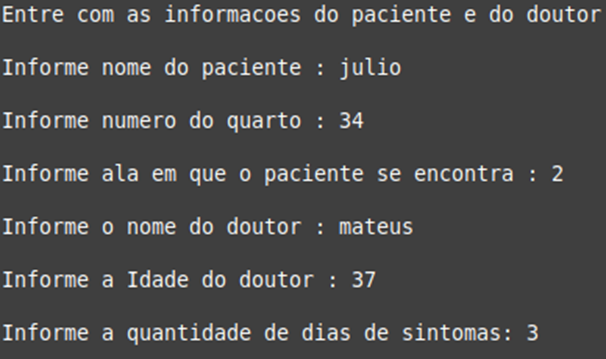 Entre com as informacoes do paciente e do doutor
Informe nome do paciente : julio
Informe numero do quarto : 34
Informe ala em que o paciente se encontra : 2
Informe o nome do doutor : mateus
Informe a Idade do doutor : 37
Informe a quantidade de dias de sintomas: 3